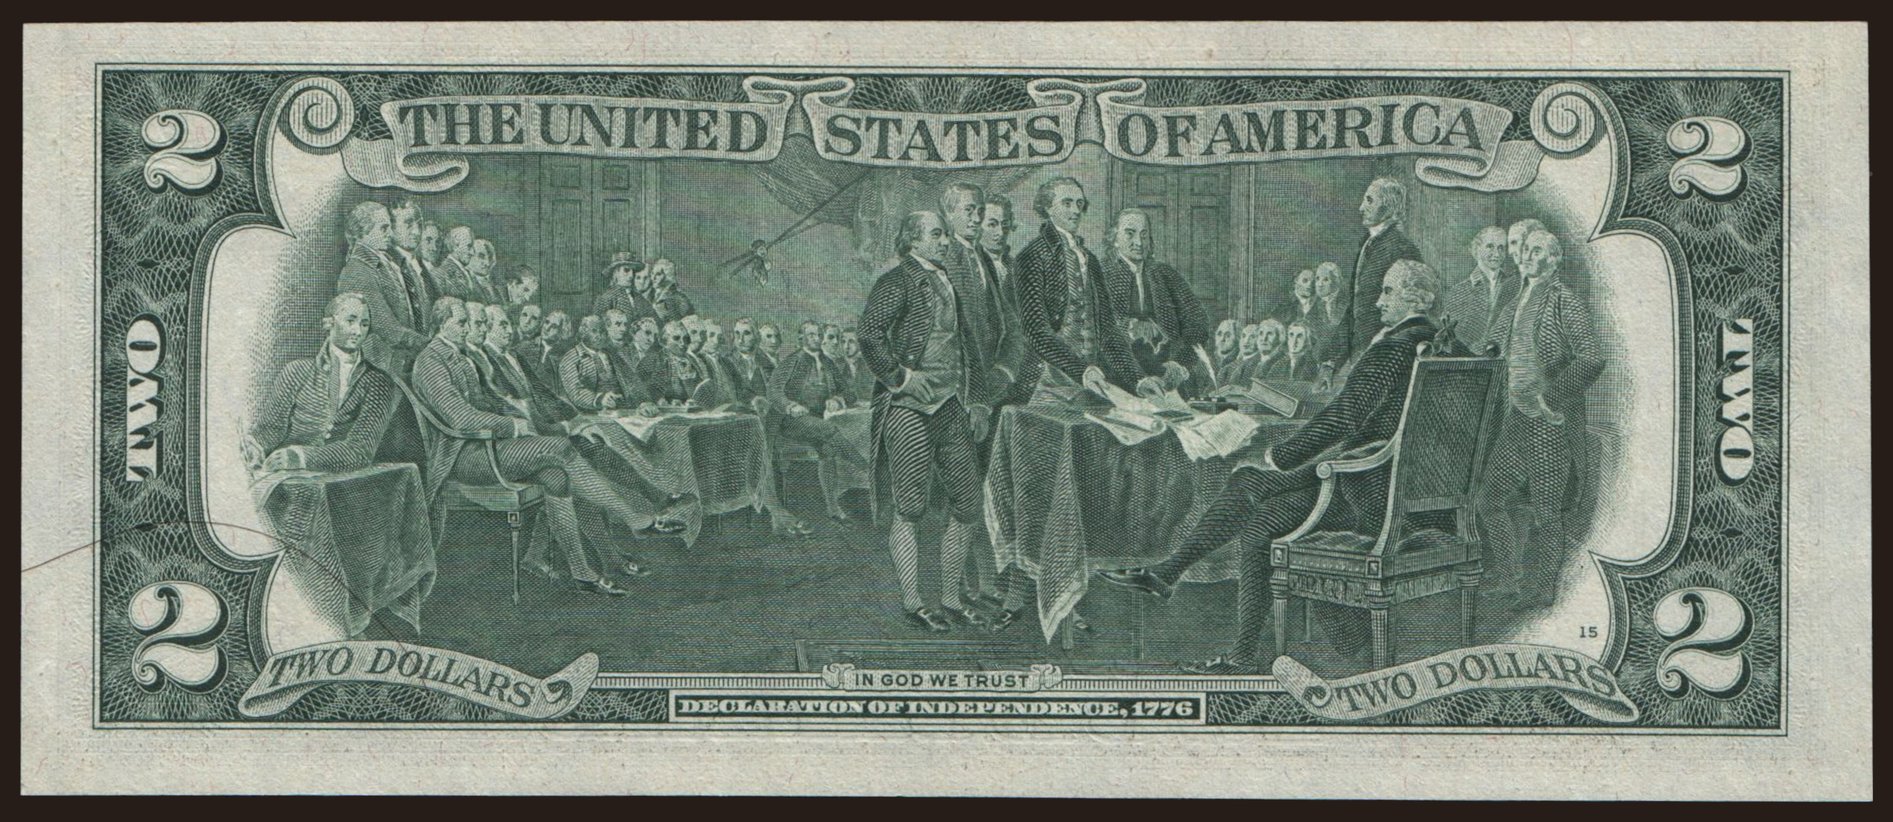 THE UNITED STATES OF AMERICA
2
2
TWO
TWO
2
2
15
TWO DOLLARS
IN GOD WE TRUST
TWO DOLLARS
DECLARATION OF INDEPENDENCE, 1776